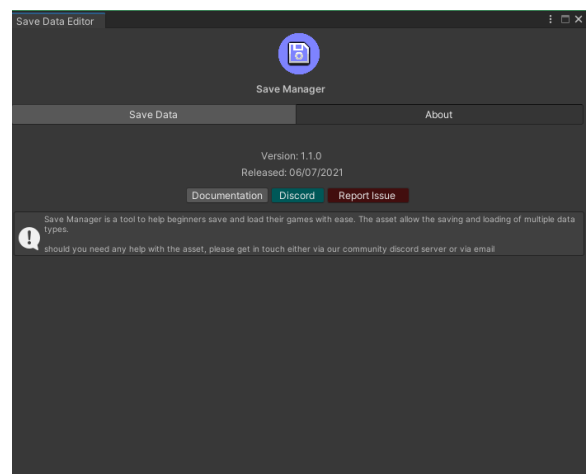 Save Data Editor
Save Manager
Save Data About
Version: 1.1.0
Released: 06/07/2021
Documentation Discord Report Issue
Save Manager is a tool to help beginners save and load their games with ease. The asset allow the saving and loading of multiple data
types.
should you need any help with the asset, please get in touch either via our community discord server or via email